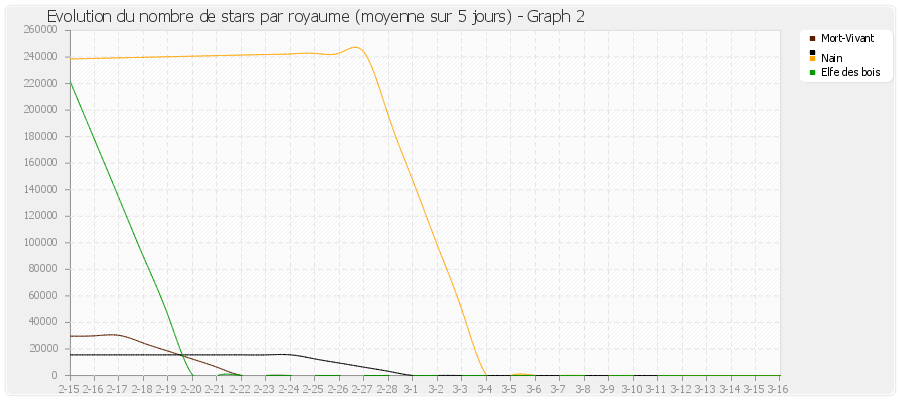 Evolution du nombre de stars par royaume (moyenne sur 5 jours) - Graph 2
260000
240000
220000
200000
180000
160000
140000
120000
100000
80000
60000
40000
20000
0
2-15 2-16 2-17 2-18 2-19 2-20 2-21 2-22 2-23 2-24 2-25 2-26 2-27 2-28 3-1 3-2 3-3 3-4 3-5 3-6 3-7 3-8 3-9 3-10 3-11 3-12 3-13 3-14 3-15 3-16
Mort-Vivant
Nain
Elfe des bois